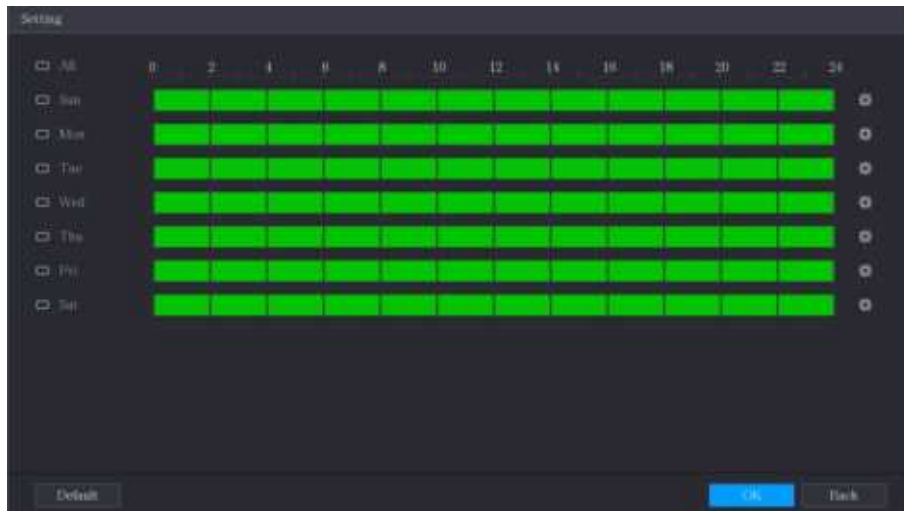 Setting
All 0 2 4 6 8 10 12 14 16 18 20 22 24
Sun
Mon
Tue
Wed
Thu
Fri
Sat
Default OK Back